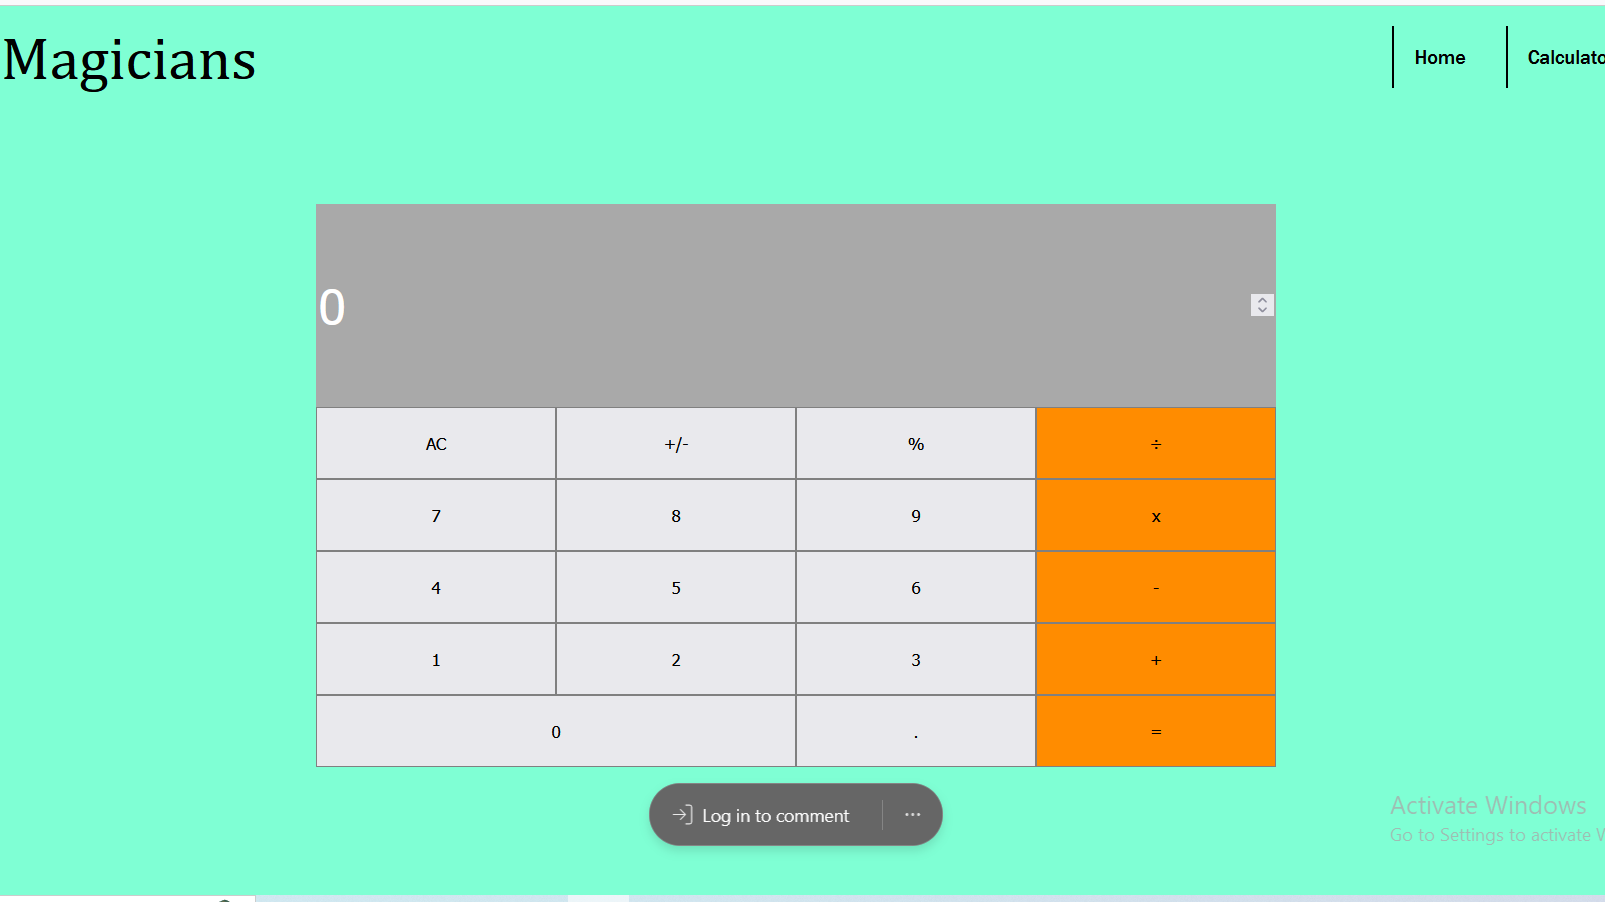 Magicians
Home
Calculato
0
AC +/- % ÷
7 8 9 x
4 5 6 -
1 2 3 +
0 . =
Log in to comment ...
Activate Windows
Go to Settings to activate W